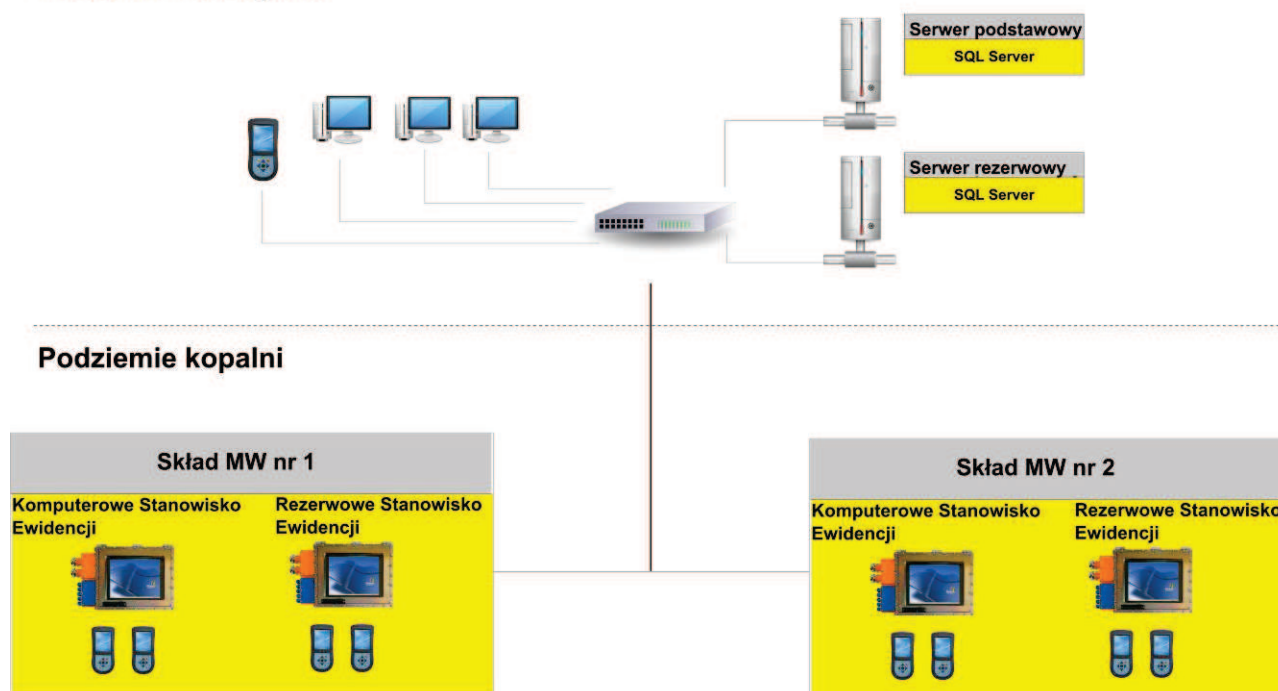 Serwer podstawowy
SQL Server
Serwer rezerwowy
SQL Server
Podziemie kopalni
Skład MW nr 1
Komputerowe Stanowisko
Ewidencji
Rezerwowe Stanowisko
Ewidencji
Skład MW nr 2
Komputerowe Stanowisko
Ewidencji
Rezerwowe Stanowisko
Ewidencji